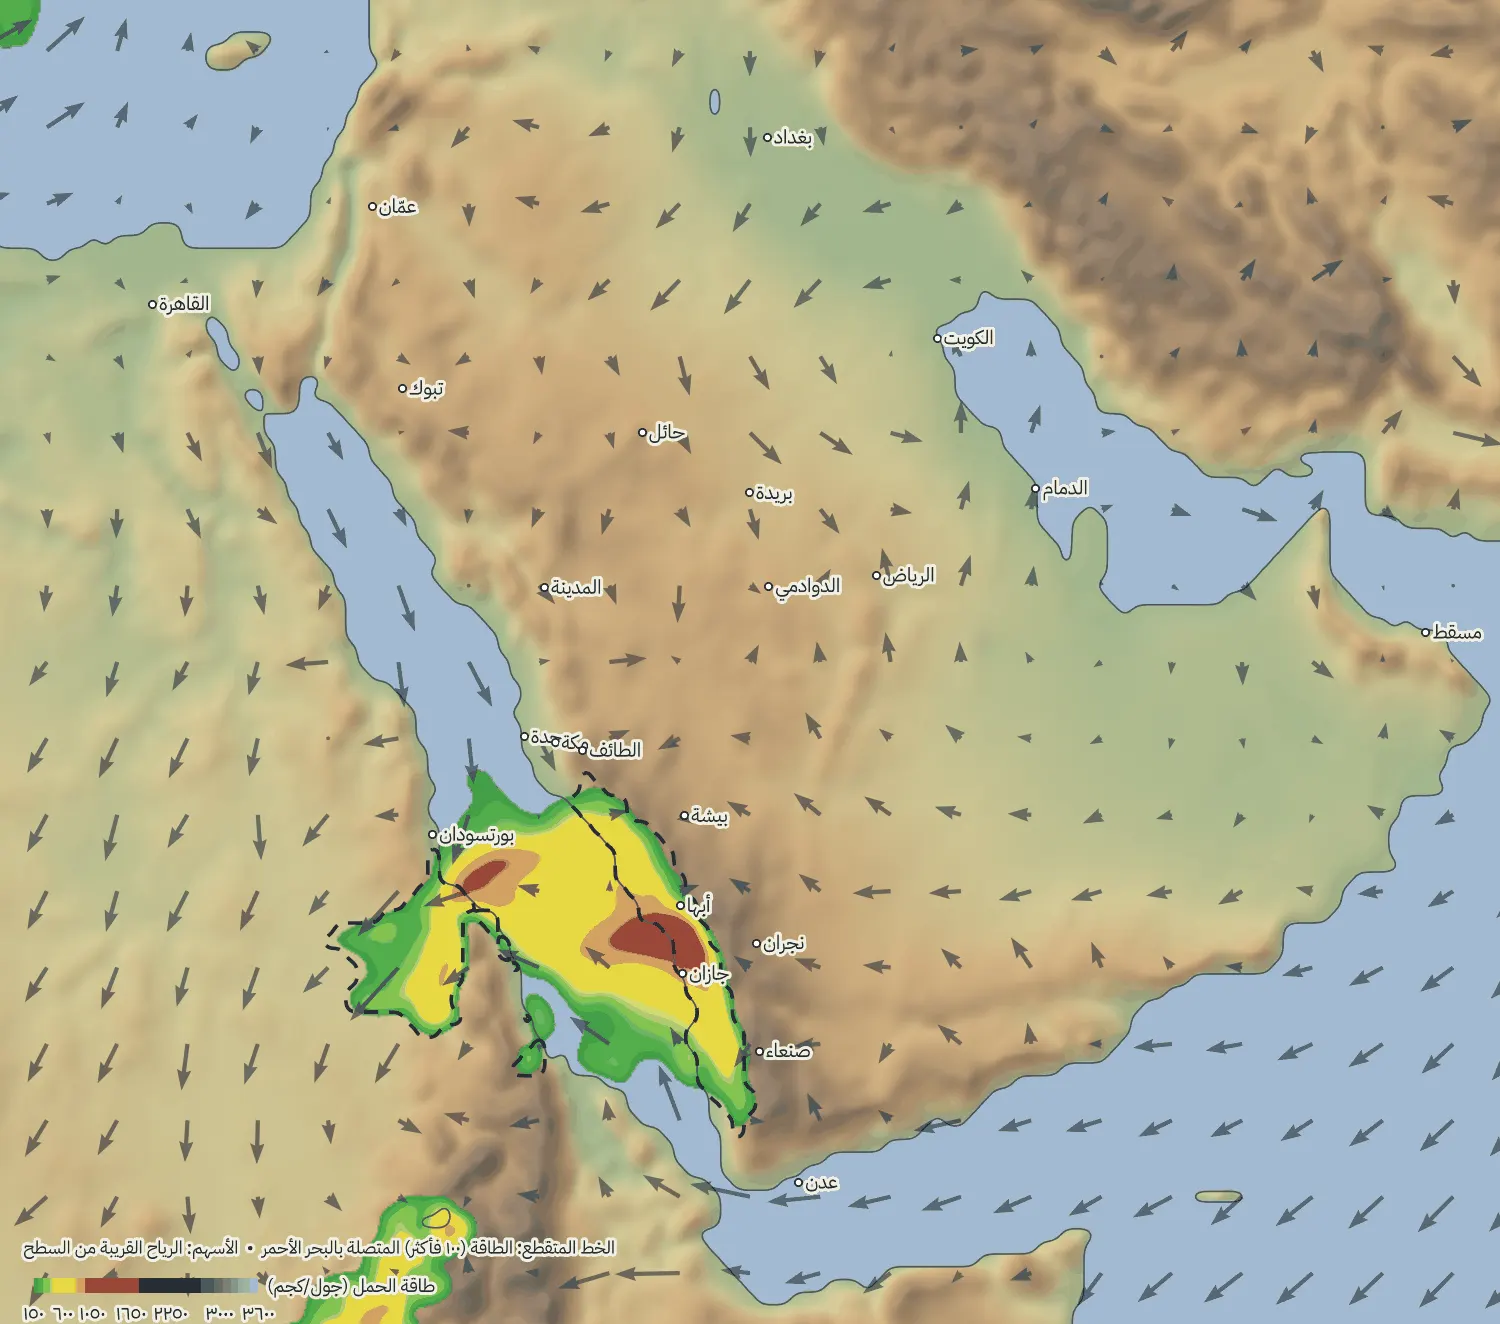 بغداد
عمّان
القاهرة
الكويت
تبوك
حائل
الدمام
بريدة
الرياض
الدوادمي
المدينة
مسقط
جدة
مكة
الطائف
بيشة
بورتسودان
أبها
نجران
جازان
صنعاء
عدن
الخط المتقطع: الطاقة (١٠٠ فأكثر) المتصلة بالبحر الأحمر • الأسهم: الرياح القريبة من السطح
طاقة الحمل (جول/كجم)
١٥٠ ٦٠٠ ١٠٥٠ ١٦٥٠ ٢٢٥٠ ٣٠٠٠ ٣٦٠٠